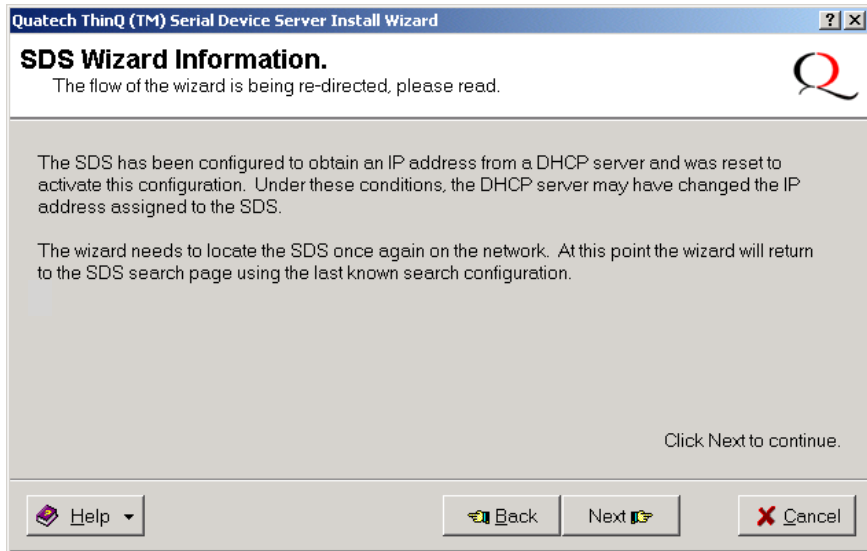 Quatech ThinQ (TM) Serial Device Server Install Wizard
SDS Wizard Information.
The flow of the wizard is being re-directed, please read.
The SDS has been configured to obtain an IP address from a DHCP server and was reset to
activate this configuration. Under these conditions, the DHCP server may have changed the IP
address assigned to the SDS.
The wizard needs to locate the SDS once again on the network. At this point the wizard will return
to the SDS search page using the last known search configuration.
Click Next to continue.
Help
Back
Next
Cancel